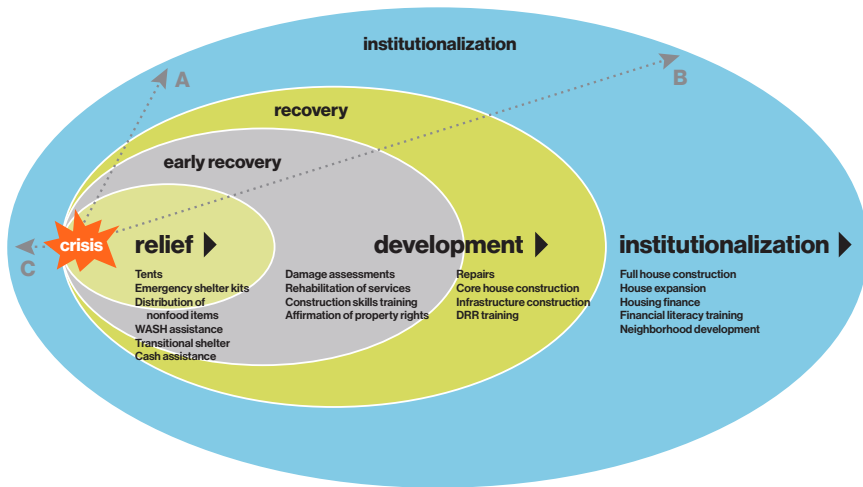 institutionalization
A
B
recovery
early recovery
crisis
C
relief
development
institutionalization
Tents
Emergency shelter kits
Distribution of
nonfood items
WASH assistance
Transitional shelter
Cash assistance
Damage assessments
Rehabilitation of services
Construction skills training
Affirmation of property rights
Repairs
Core house construction
Infrastructure construction
DRR training
Full house construction
House expansion
Housing finance
Financial literacy training
Neighborhood development